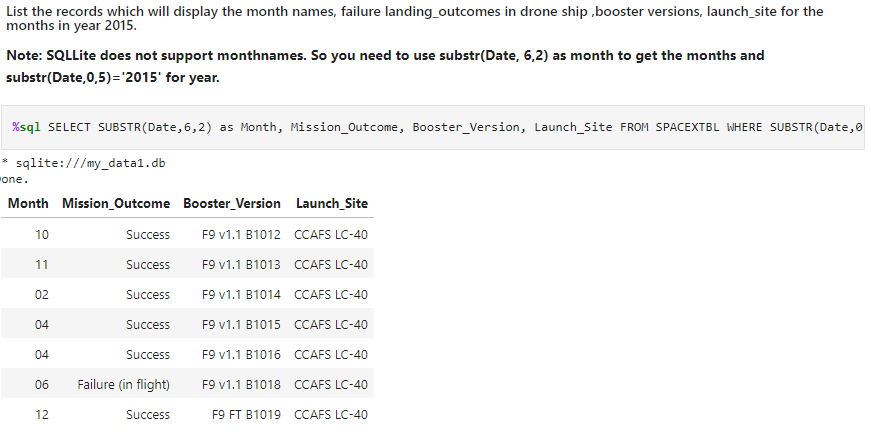 List the records which will display the month names, failure landing_outcomes in drone ship ,booster versions, launch_site for the
months in year 2015.
Note: SQLLite does not support monthnames. So you need to use substr(Date, 6,2) as month to get the months and
substr(Date,0,5)='2015' for year.
%sql SELECT SUBSTR(Date,6,2) as Month, Mission_Outcome, Booster_Version, Launch_Site FROM SPACEXTBL WHERE SUBSTR(Date,0
* sqlite:///my_data1.db
one.
Month Mission_Outcome Booster_Version Launch_Site
10 Success F9 v1.1 B1012 CCAFS LC-40
11 Success F9 v1.1 B1013 CCAFS LC-40
02 Success F9 v1.1 B1014 CCAFS LC-40
04 Success F9 v1.1 B1015 CCAFS LC-40
04 Success F9 v1.1 B1016 CCAFS LC-40
06 Failure (in flight) F9 v1.1 B1018 CCAFS LC-40
12 Success F9 FT B1019 CCAFS LC-40